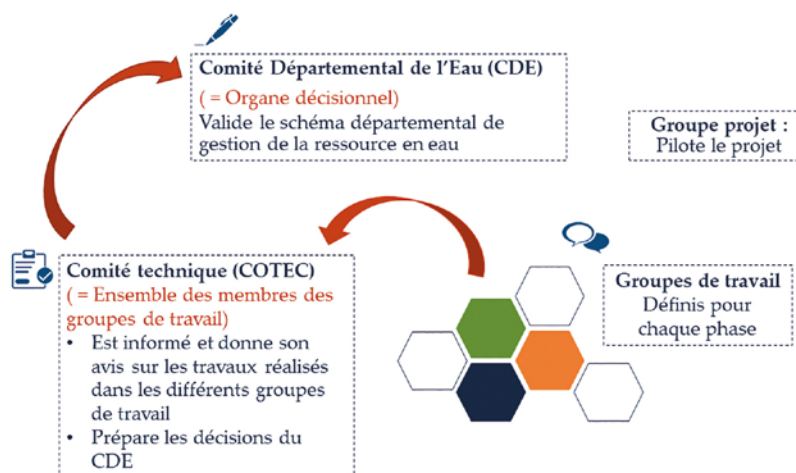 Comité Départemental de l'Eau (CDE)
( = Organe décisionnel)
Valide le schéma départemental de
gestion de la ressource en eau
Groupe projet :
Pilote le projet
Comité technique (COTEC)
( = Ensemble des membres des
groupes de travail)
• Est informé et donne son
avis sur les travaux réalisés
dans les différents groupes
de travail
• Prépare les décisions du
CDE
Groupes de travail
Définis pour
chaque phase